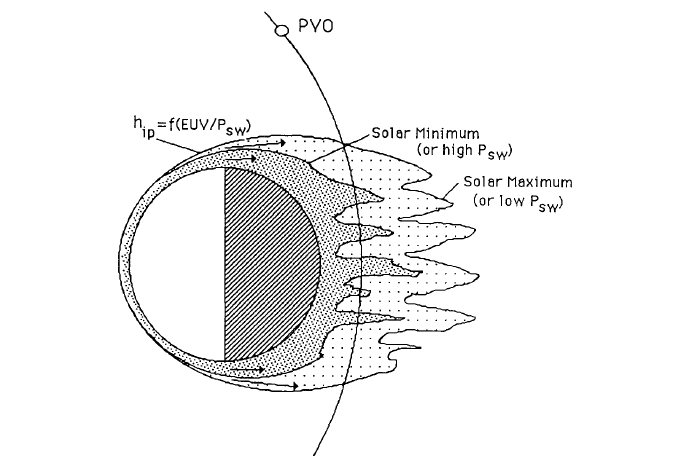 PVO
h_ip = f(EUV/P_sw)
Solar Minimum
(or high P_sw)
Solar Maximum
(or low P_sw)